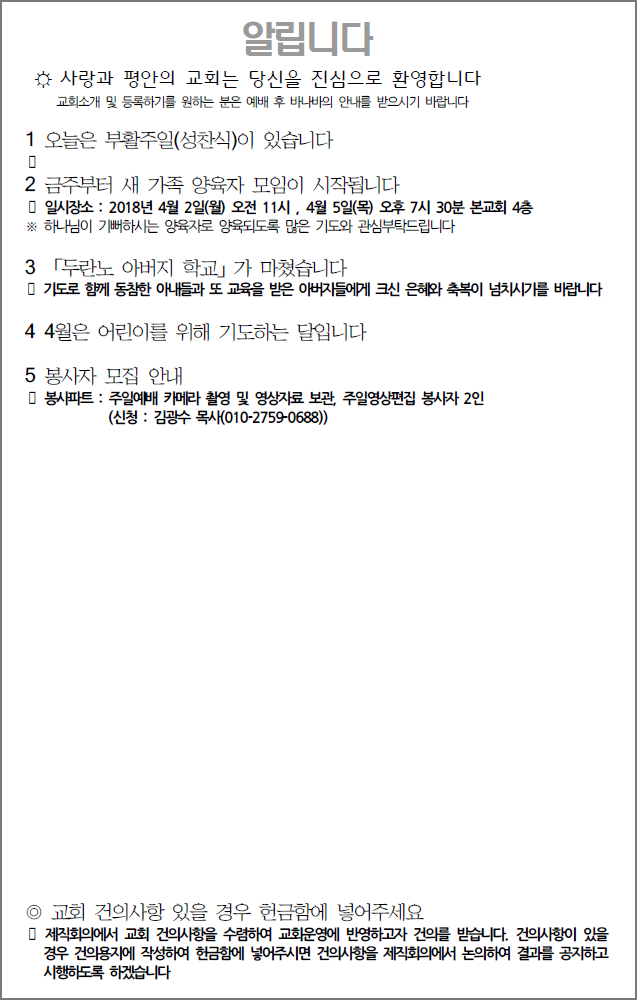 알립니다
☼ 사랑과 평안의 교회는 당신을 진심으로 환영합니다
교회소개 및 등록하기를 원하는 분은 예배 후 바나바의 안내를 받으시기 바랍니다
1 오늘은 부활주일(성찬식)이 있습니다
▯
2 금주부터 새 가족 양육자 모임이 시작됩니다
▯ 일시장소 : 2018년 4월 2일(월) 오전 11시 , 4월 5일(목) 오후 7시 30분 본교회 4층
※ 하나님이 기뻐하시는 양육자로 양육되도록 많은 기도와 관심부탁드립니다
3 「두란노 아버지 학교」가 마쳤습니다
▯ 기도로 함께 동참한 아내들과 또 교육을 받은 아버자들에게 크신 은혜와 축복이 넘치시기를 바랍니다
4 4월은 어린이를 위해 기도하는 달입니다
5 봉사자 모집 안내
▯ 봉사파트 : 주일예배 카메라 촬영 및 영상자료 보관, 주일영상편집 봉사자 2인
(신청 : 김광수 목사(010-2759-0688))
◎ 교회 건의사항 있을 경우 헌금함에 넣어주세요
▯ 제직회의에서 교회 건의사항을 수렴하여 교회운영에 반영하고자 건의를 받습니다. 건의사항이 있을
경우 건의용지에 작성하여 헌금함에 넣어주시면 건의사항을 제직회의에서 논의하여 결과를 공지하고
시행하도록 하겠습니다